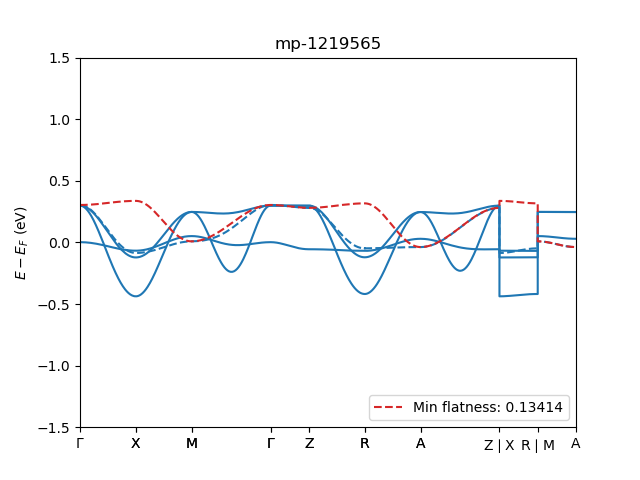 mp-1219565
E − E_F (eV)
1.5
1.0
0.5
0.0
−0.5
−1.0
−1.5
Min flatness: 0.13414
Γ X M Γ Z R A Z | X R | M A